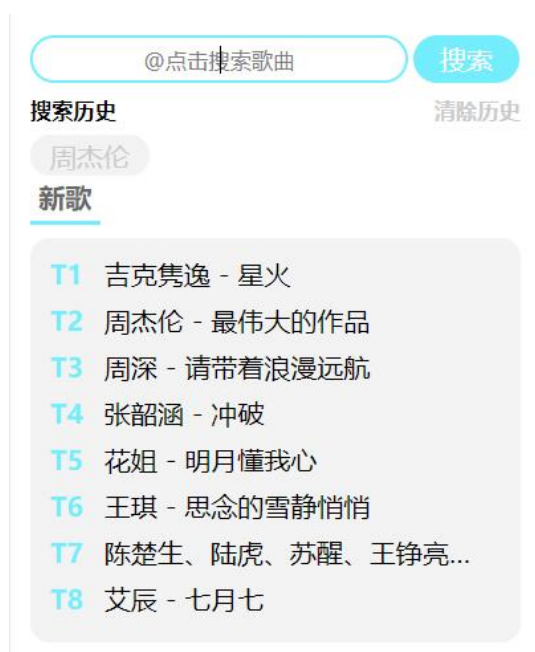 @点击搜索歌曲 搜索
搜索历史 清除历史
周杰伦
新歌
T1 吉克隽逸 - 星火
T2 周杰伦 - 最伟大的作品
T3 周深 - 请带着浪漫远航
T4 张韶涵 - 冲破
T5 花姐 - 明月懂我心
T6 王琪 - 思念的雪静悄悄
T7 陈楚生、陆虎、苏醒、王铮亮...
T8 艾辰 - 七月七